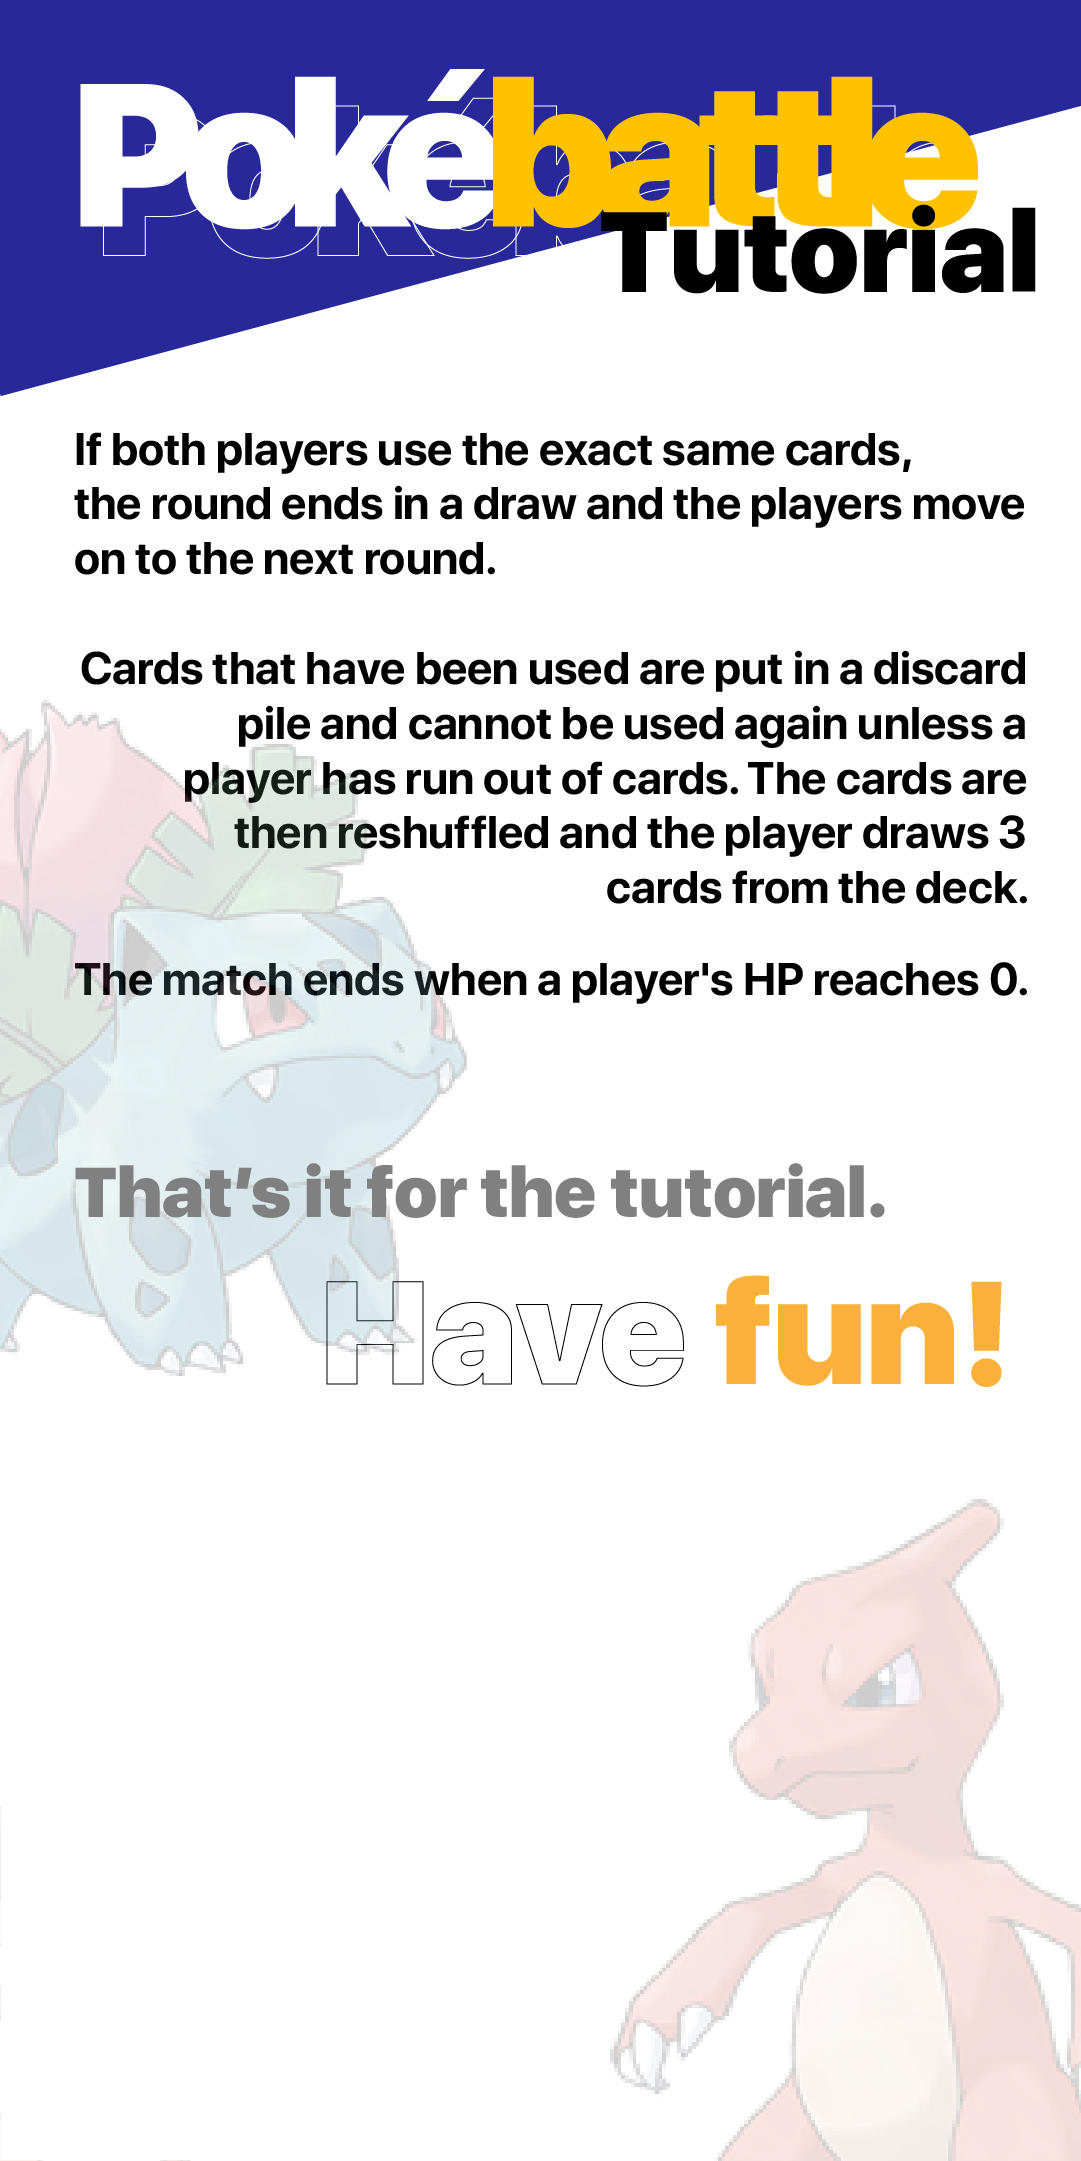 Pokébattle
Tutorial
If both players use the exact same cards,
the round ends in a draw and the players move
on to the next round.
Cards that have been used are put in a discard
pile and cannot be used again unless a
player has run out of cards. The cards are
then reshuffled and the player draws 3
cards from the deck.
The match ends when a player's HP reaches 0.
That’s it for the tutorial.
Have fun!